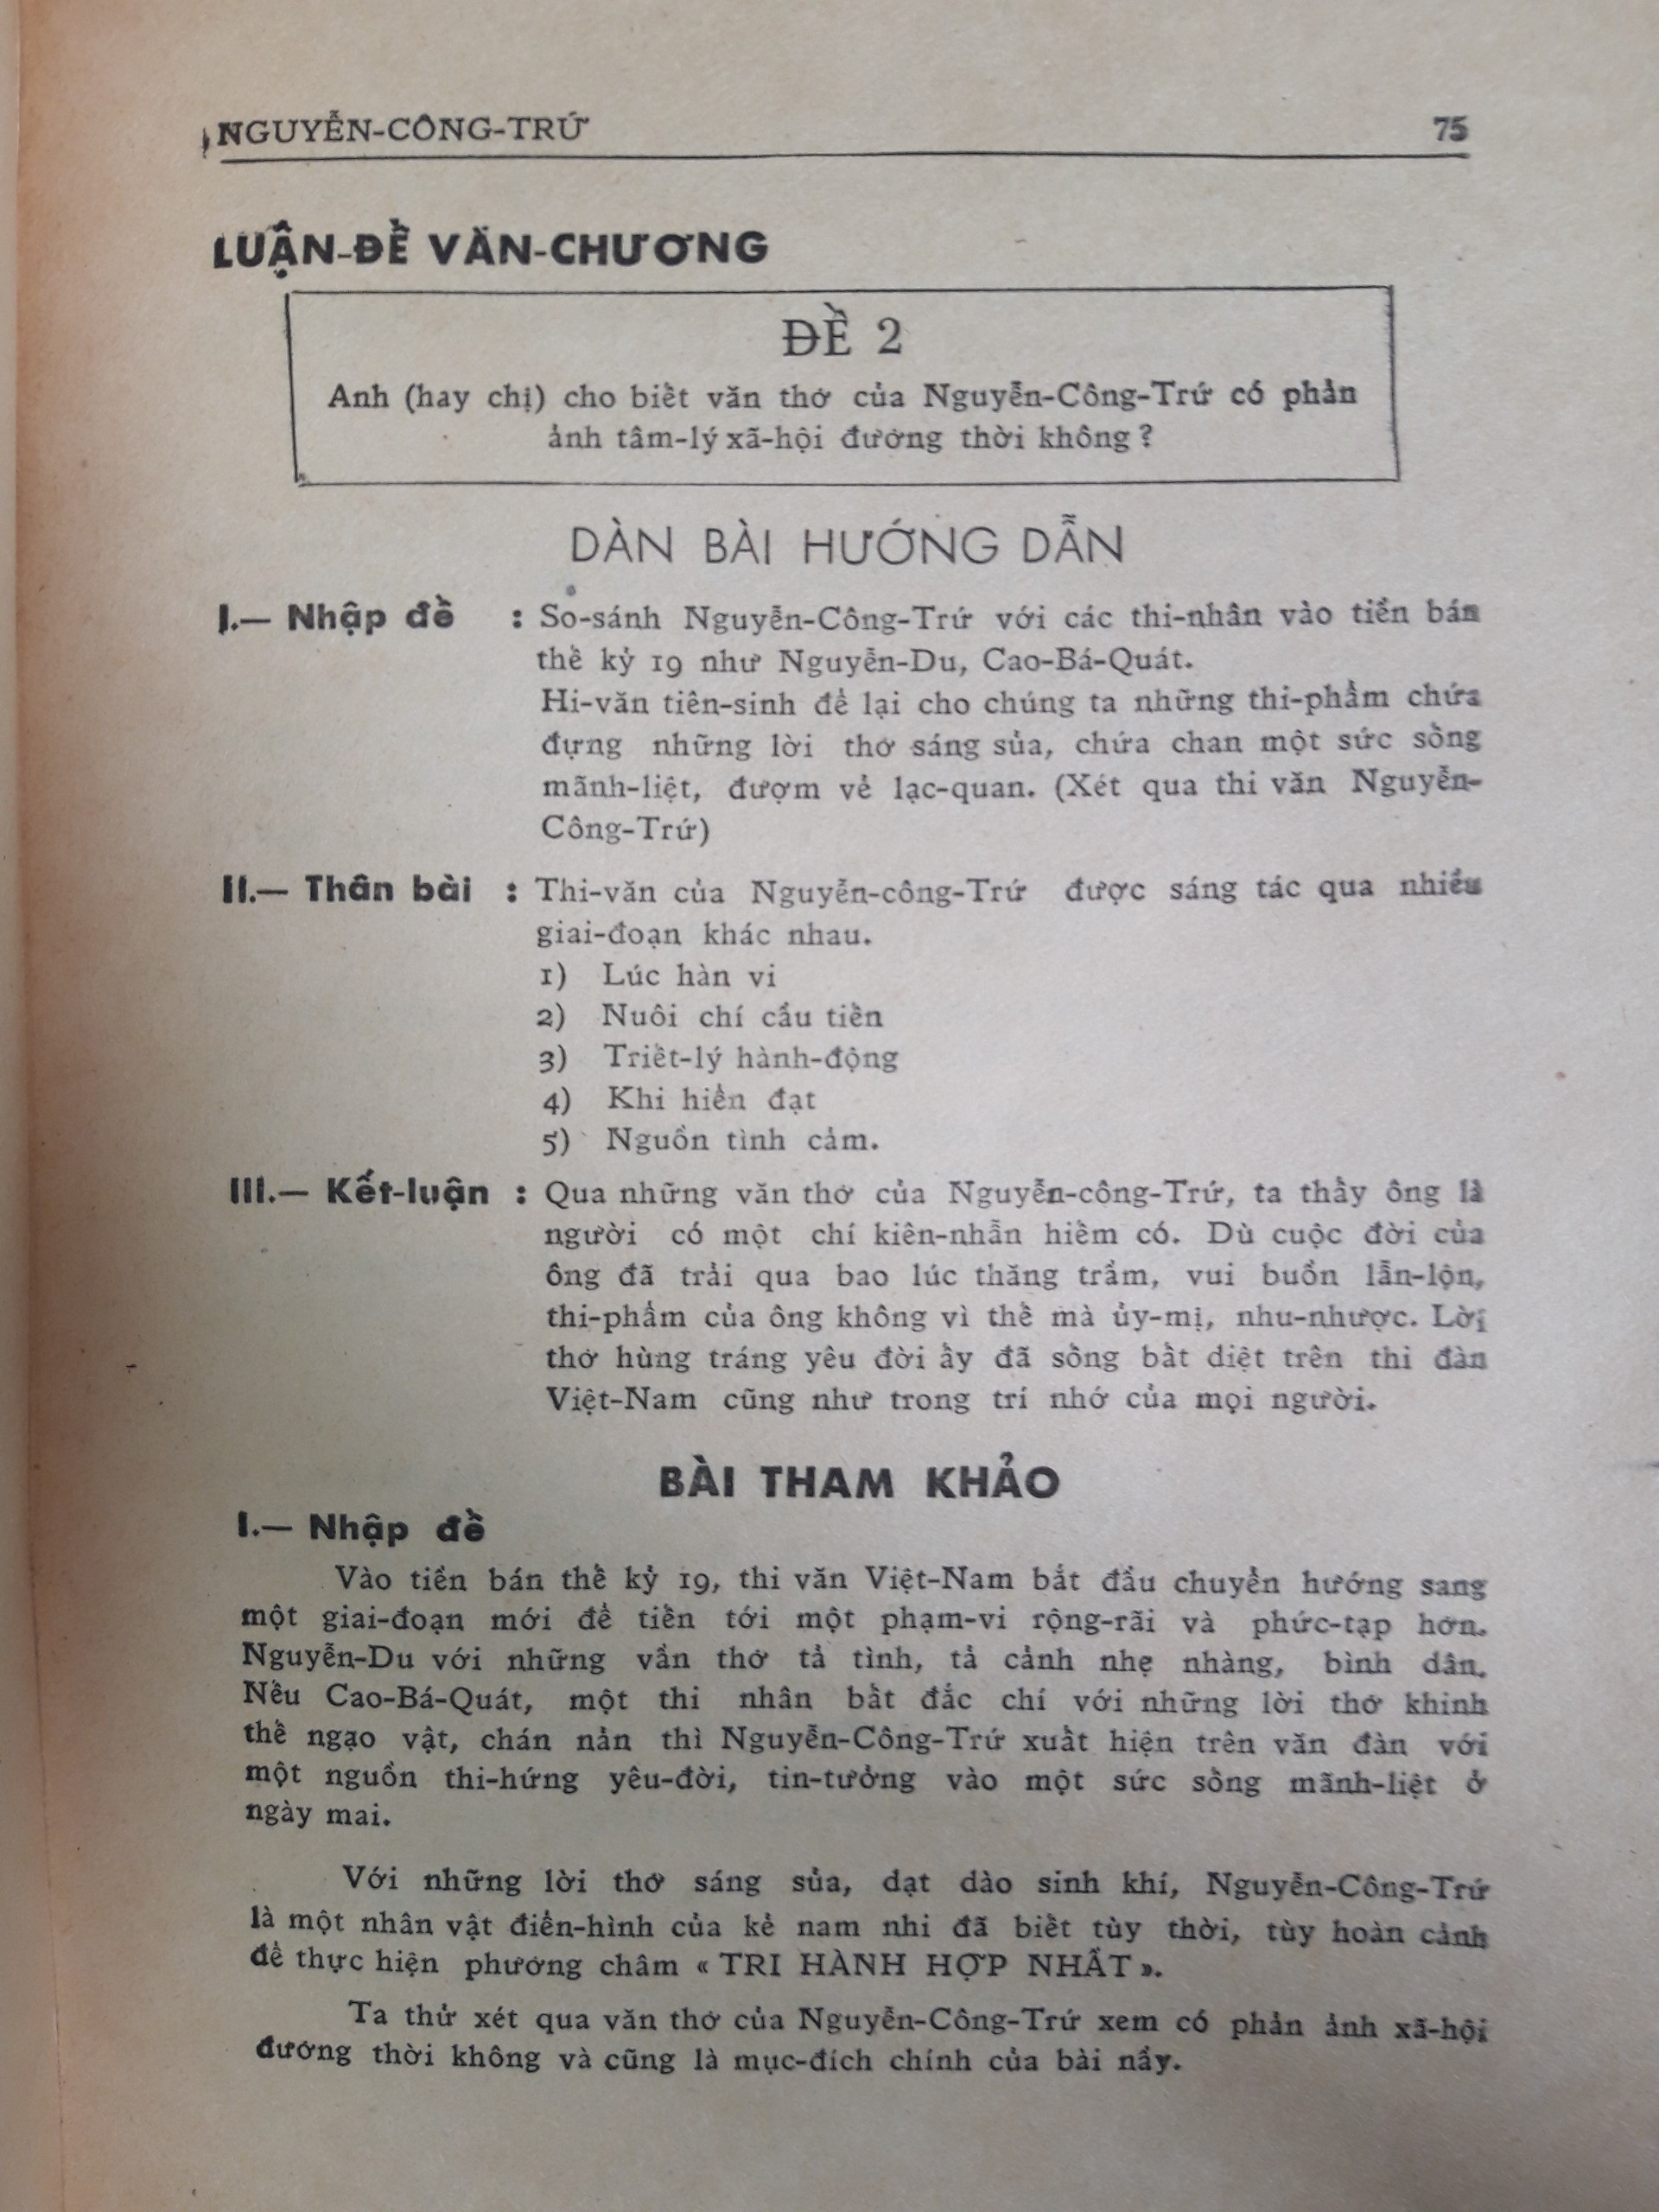 NGUYỄN-CÔNG-TRỨ 75
LUẬN-ĐỀ VĂN-CHƯƠNG
ĐỀ 2
Anh (hay chị) cho biết văn thơ của Nguyễn-Công-Trứ có phản
ảnh tâm-lý xã-hội đương thời không ?
DÀN BÀI HƯỚNG DẪN
I.— Nhập đề : So-sánh Nguyễn-Công-Trứ với các thi-nhân vào tiền bán
thế kỷ 19 như Nguyễn-Du, Cao-Bá-Quát.
Hi-văn tiên-sinh để lại cho chúng ta những thi-phẩm chứa
đựng những lời thơ sáng sủa, chứa chan một sức sống
mãnh-liệt, đượm vẻ lạc-quan. (Xét qua thi văn Nguyễn-
Công-Trứ)
II.— Thân bài : Thi-văn của Nguyễn-công-Trứ được sáng tác qua nhiều
giai-đoạn khác nhau.
1) Lúc hàn vi
2) Nuôi chí cầu tiến
3) Triết-lý hành-động
4) Khi hiển đạt
5) Nguồn tình cảm.
III.— Kết-luận : Qua những văn thơ của Nguyễn-công-Trứ, ta thấy ông là
người có một chí kiên-nhẫn hiếm có. Dù cuộc đời của
ông đã trải qua bao lúc thăng trầm, vui buồn lẫn-lộn,
thi-phẩm của ông không vì thế mà ủy-mị, nhu-nhược. Lời
thơ hùng tráng yêu đời ấy đã sống bất diệt trên thi đàn
Việt-Nam cũng như trong trí nhớ của mọi người.
BÀI THAM KHẢO
I.— Nhập đề
Vào tiền bán thế kỷ 19, thi văn Việt-Nam bắt đầu chuyển hướng sang
một giai-đoạn mới để tiến tới một phạm-vi rộng-rãi và phức-tạp hơn.
Nguyễn-Du với những vần thơ tả tình, tả cảnh nhẹ nhàng, bình dân.
Nếu Cao-Bá-Quát, một thi nhân bất đắc chí với những lời thơ khinh
thế ngạo vật, chán nản thì Nguyễn-Công-Trứ xuất hiện trên văn đàn với
một nguồn thi-hứng yêu-đời, tin-tưởng vào một sức sống mãnh-liệt ở
ngày mai.
Với những lời thơ sáng sủa, dạt dào sinh khí, Nguyễn-Công-Trứ
là một nhân vật điển-hình của kẻ nam nhi đã biết tùy thời, tùy hoàn cảnh
để thực hiện phương châm « TRI HÀNH HỢP NHẤT ».
Ta thử xét qua văn thơ của Nguyễn-Công-Trứ xem có phản ảnh xã-hội
đương thời không và cũng là mục-đích chính của bài nầy.